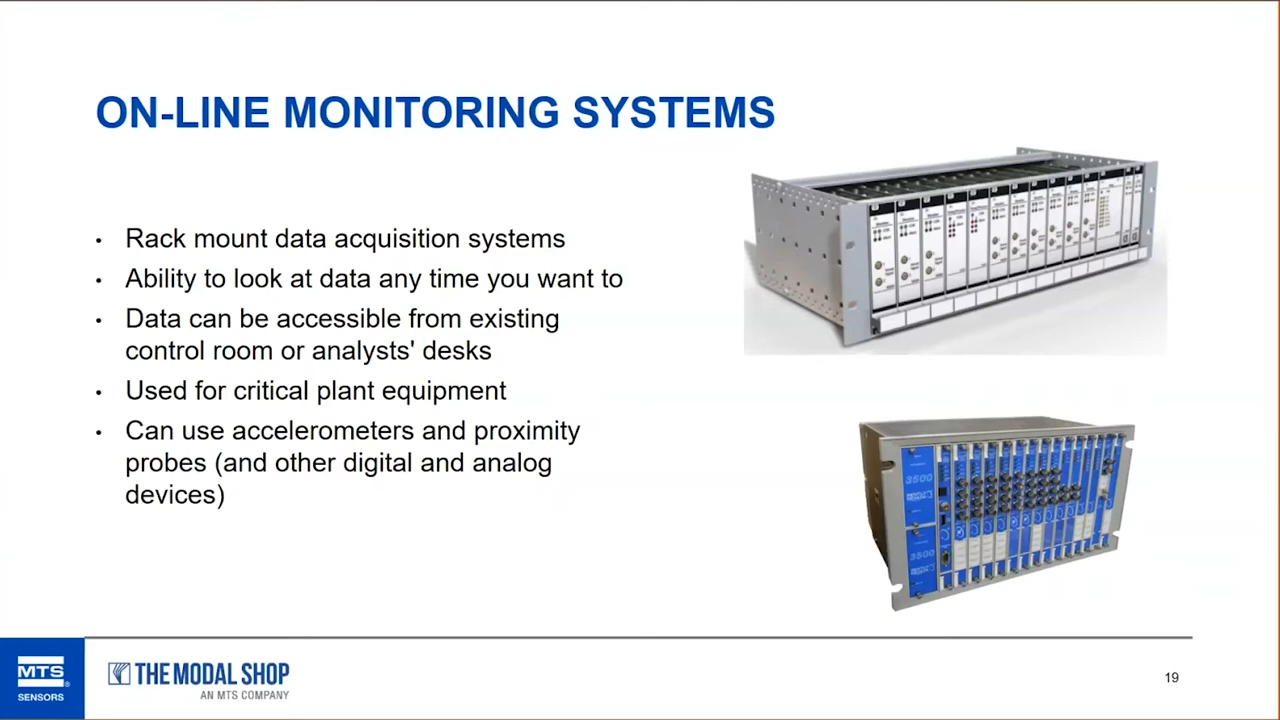 ON-LINE MONITORING SYSTEMS
• Rack mount data acquisition systems
• Ability to look at data any time you want to
• Data can be accessible from existing
control room or analysts' desks
• Used for critical plant equipment
• Can use accelerometers and proximity
probes (and other digital and analog
devices)
3500
3500
MTS®
SENSORS
THE MODAL SHOP
AN MTS COMPANY
19